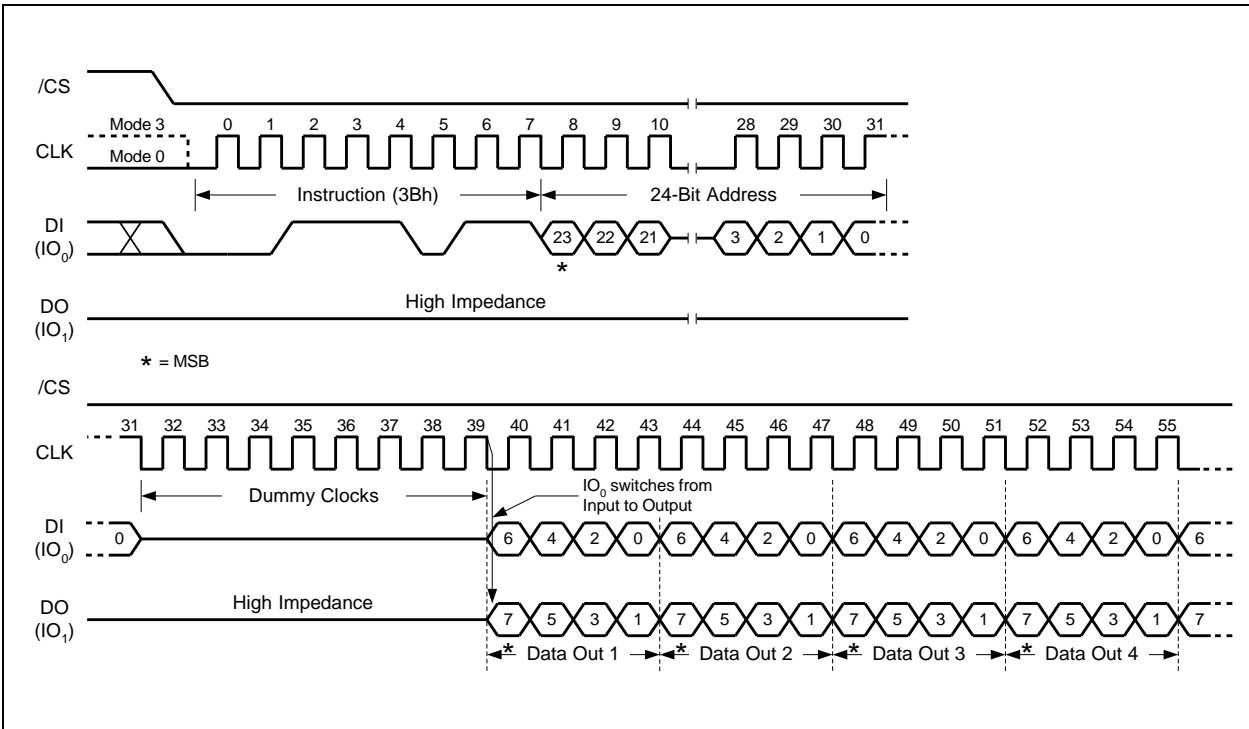 /CS
Mode 3 0 1 2 3 4 5 6 7 8 9 10 28 29 30 31
CLK
Mode 0
Instruction (3Bh) 24-Bit Address
DI
(IO0) 23 22 21 3 2 1 0
*
High Impedance
DO
(IO1)
* = MSB
/CS
31 32 33 34 35 36 37 38 39 40 41 42 43 44 45 46 47 48 49 50 51 52 53 54 55
CLK
Dummy Clocks
IO0 switches from
Input to Output
DI
(IO0) 0 6 4 2 0 6 4 2 0 6 4 2 0 6 4 2 0 6
High Impedance
DO
(IO1) 7 5 3 1 7 5 3 1 7 5 3 1 7 5 3 1 7
* Data Out 1 * Data Out 2 * Data Out 3 * Data Out 4